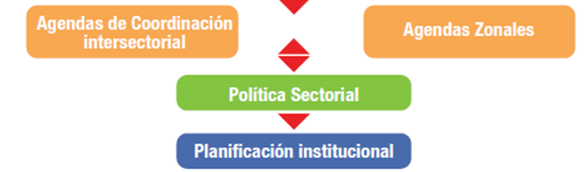 Agendas de Coordinación
intersectorial
Agendas Zonales
Política Sectorial
Planificación institucional